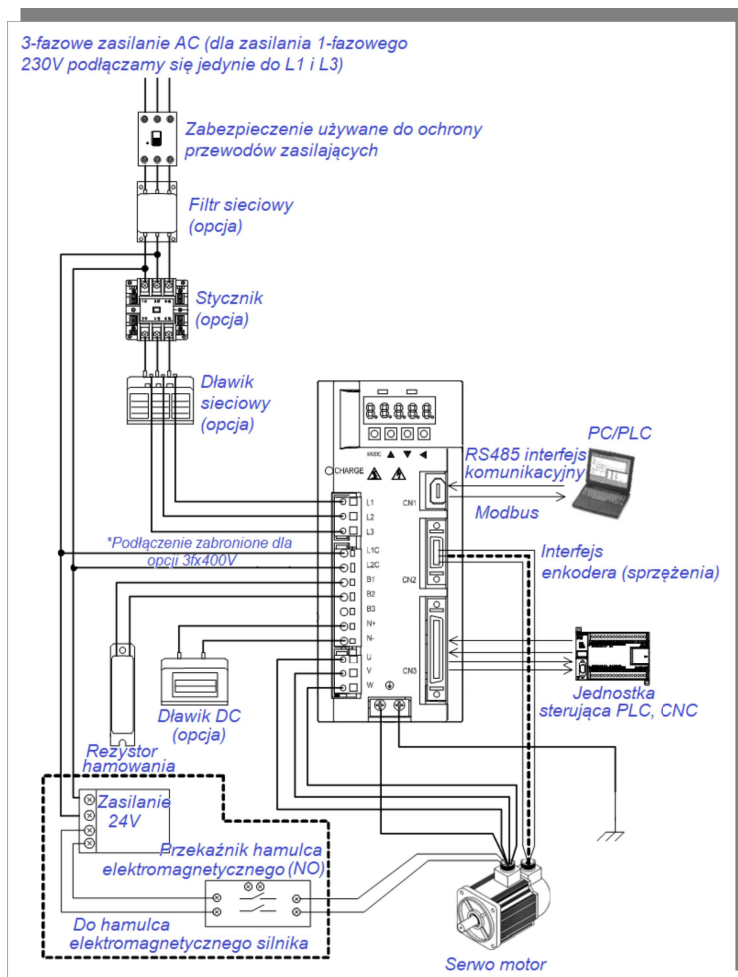 3-fazowe zasilanie AC (dla zasilania 1-fazowego
230V podłączamy się jedynie do L1 i L3)
Zabezpieczenie używane do ochrony
przewodów zasilających
Filtr sieciowy
(opcja)
Stycznik
(opcja)
Dławik
sieciowy
(opcja)
MODE
CHARGE
PC/PLC
RS485 interfejs
komunikacyjny
Modbus
L1
CN1
L2
L3
*Podłączenie zabronione dla
opcji 3fx400V
L1C
L2C
Interfejs
enkodera (sprzężenia)
B1
CN2
B2
B3
N+
N-
U
V
CN3
W
Jednostka
sterująca PLC, CNC
Dławik DC
(opcja)
Rezystor
hamowania
Zasilanie
24V
Przekaźnik hamulca
elektromagnetycznego (NO)
Do hamulca
elektromagnetycznego silnika
Serwo motor